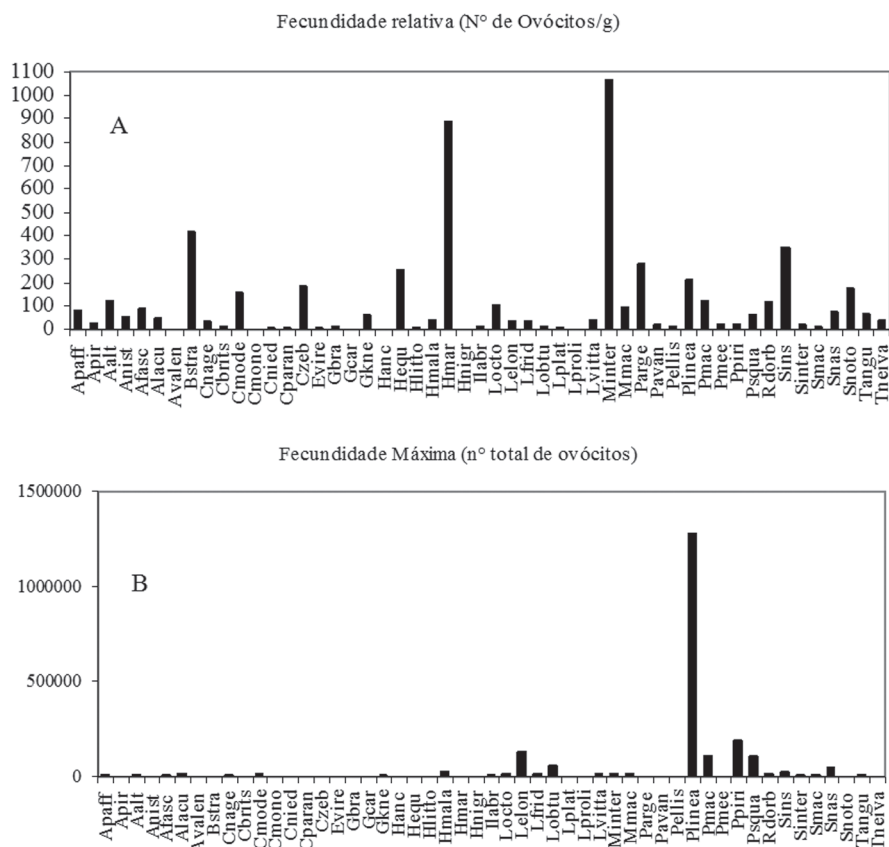 Fecundidade relativa (N° de Ovócitos/g)
1100
1000
900
800
700
600
500
400
300
200
100
0
A
Apaff Apir Aalt Anist Afasc Alacu Avalen Bstra Cnage Cbrits Cmode Cmono Cnied Cparan Czeb Evire Gbra Gcar Gkne Hanc Hequ Hlitto Hmala Hmar Hnigr Ilabr Locto Lelon Lfrid Lobtu Lplat Lproli Lvitta Minter Mmac Parge Pavan Pellis Plinea Pmac Pmee Ppiri Psqua Rdorb Sins Sinter Smac Snas Snoto Tangu Tnerva
Fecundidade Máxima (n° total de ovócitos)
1500000
1000000
500000
0
B
Apaff Apir Aalt Anist Afasc Alacu Avalen Bstra Cnage Cbrits Cmode Cmono Cnied Cparan Czeb Evire Gbra Gcar Gkne Hanc Hequ Hlitto Hmala Hmar Hnigr Ilabr Locto Lelon Lfrid Lobtu Lplat Lproli Lvitta Minter Mmac Parge Pavan Pellis Plinea Pmac Pmee Ppiri Psqua Rdorb Sins Sinter Smac Snas Snoto Tangu Tnerva